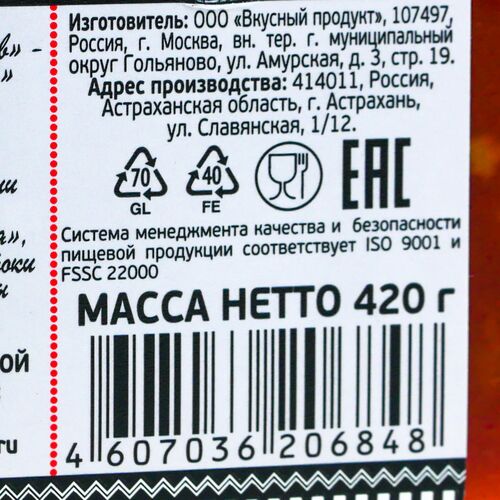 Изготовитель: ООО «Вкусный продукт», 107497,
Россия, г. Москва, вн. тер. г. муниципальный
округ Гольяново, ул. Амурская, д. 3, стр. 19.
Адрес производства: 414011, Россия,
Астраханская область, г. Астрахань,
ул. Славянская, 1/12.
70
GL
40
FE
EAC
Система менеджмента качества и безопасности
пищевой продукции соответствует ISO 9001 и
FSSC 22000
МАССА НЕТТО 420 г
4 607036 206848